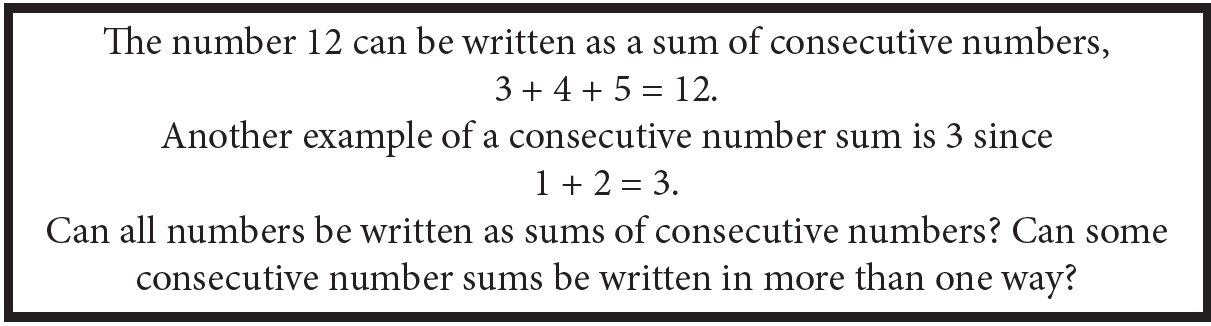 The number 12 can be written as a sum of consecutive numbers,
3 + 4 + 5 = 12.
Another example of a consecutive number sum is 3 since
1 + 2 = 3.
Can all numbers be written as sums of consecutive numbers? Can some
consecutive number sums be written in more than one way?